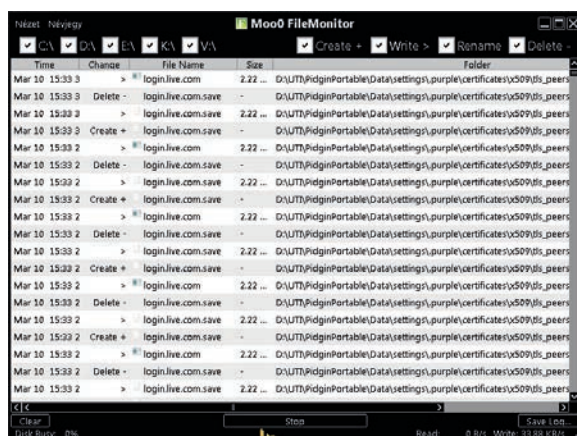 Nézet Névjegy Moo0 FileMonitor
C:\ D:\ E:\ K:\ V:\ Create + Write > Rename Delete -
Time Change File Name Size Folder
Mar 10 15:33 3 > login.live.com 2.22 ... D:\UTI\PidginPortable\Data\settings\.purple\certificates\x509\tls_peers
Mar 10 15:33 3 Delete - login.live.com.save - D:\UTI\PidginPortable\Data\settings\.purple\certificates\x509\tls_peers
Mar 10 15:33 3 > login.live.com.save 2.22 ... D:\UTI\PidginPortable\Data\settings\.purple\certificates\x509\tls_peers
Mar 10 15:33 3 Create + login.live.com.save - D:\UTI\PidginPortable\Data\settings\.purple\certificates\x509\tls_peers
Mar 10 15:33 2 > login.live.com 2.22 ... D:\UTI\PidginPortable\Data\settings\.purple\certificates\x509\tls_peers
Mar 10 15:33 2 Delete - login.live.com.save - D:\UTI\PidginPortable\Data\settings\.purple\certificates\x509\tls_peers
Mar 10 15:33 2 > login.live.com.save 2.22 ... D:\UTI\PidginPortable\Data\settings\.purple\certificates\x509\tls_peers
Mar 10 15:33 2 Create + login.live.com.save - D:\UTI\PidginPortable\Data\settings\.purple\certificates\x509\tls_peers
Mar 10 15:33 2 > login.live.com 2.22 ... D:\UTI\PidginPortable\Data\settings\.purple\certificates\x509\tls_peers
Mar 10 15:33 2 Delete - login.live.com.save - D:\UTI\PidginPortable\Data\settings\.purple\certificates\x509\tls_peers
Mar 10 15:33 2 > login.live.com.save 2.22 ... D:\UTI\PidginPortable\Data\settings\.purple\certificates\x509\tls_peers
Mar 10 15:33 2 Create + login.live.com.save - D:\UTI\PidginPortable\Data\settings\.purple\certificates\x509\tls_peers
Mar 10 15:33 2 > login.live.com 2.22 ... D:\UTI\PidginPortable\Data\settings\.purple\certificates\x509\tls_peers
Mar 10 15:33 2 Delete - login.live.com.save - D:\UTI\PidginPortable\Data\settings\.purple\certificates\x509\tls_peers
Mar 10 15:33 2 > login.live.com.save 2.22 ... D:\UTI\PidginPortable\Data\settings\.purple\certificates\x509\tls_peers
Mar 10 15:33 2 Create + login.live.com.save - D:\UTI\PidginPortable\Data\settings\.purple\certificates\x509\tls_peers
Mar 10 15:33 2 > login.live.com 2.22 ... D:\UTI\PidginPortable\Data\settings\.purple\certificates\x509\tls_peers
Mar 10 15:33 2 Delete - login.live.com.save - D:\UTI\PidginPortable\Data\settings\.purple\certificates\x509\tls_peers
Mar 10 15:33 2 > login.live.com.save 2.22 ... D:\UTI\PidginPortable\Data\settings\.purple\certificates\x509\tls_peers
Clear Stop Save Log...
Disk Busy: 0% Read: 0 B/s Write: 33.88 KB/s